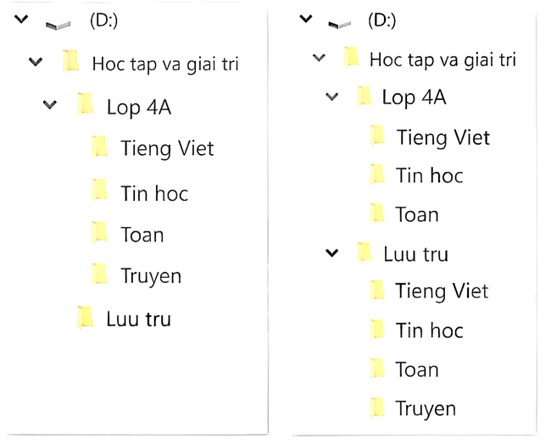 (D:)
Hoc tap va giai tri
Lop 4A
Tieng Viet
Tin hoc
Toan
Truyen
Luu tru
(D:)
Hoc tap va giai tri
Lop 4A
Tieng Viet
Tin hoc
Toan
Luu tru
Tieng Viet
Tin hoc
Toan
Truyen